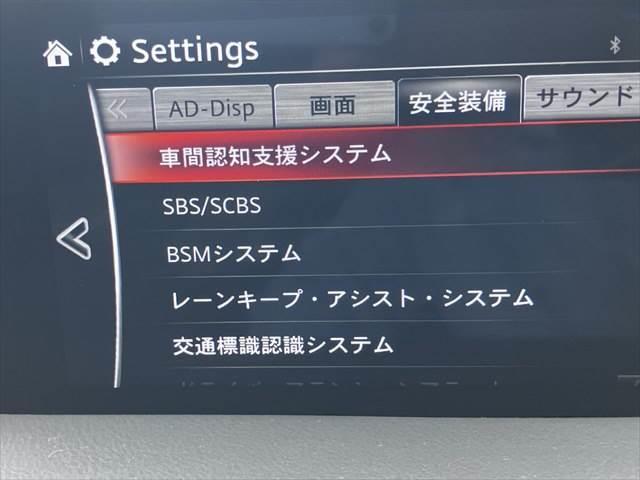 Settings
AD-Disp 画面 安全装備 サウンド
車間認知支援システム
SBS/SCBS
BSMシステム
レーンキープ・アシスト・システム
交通標識認識システム